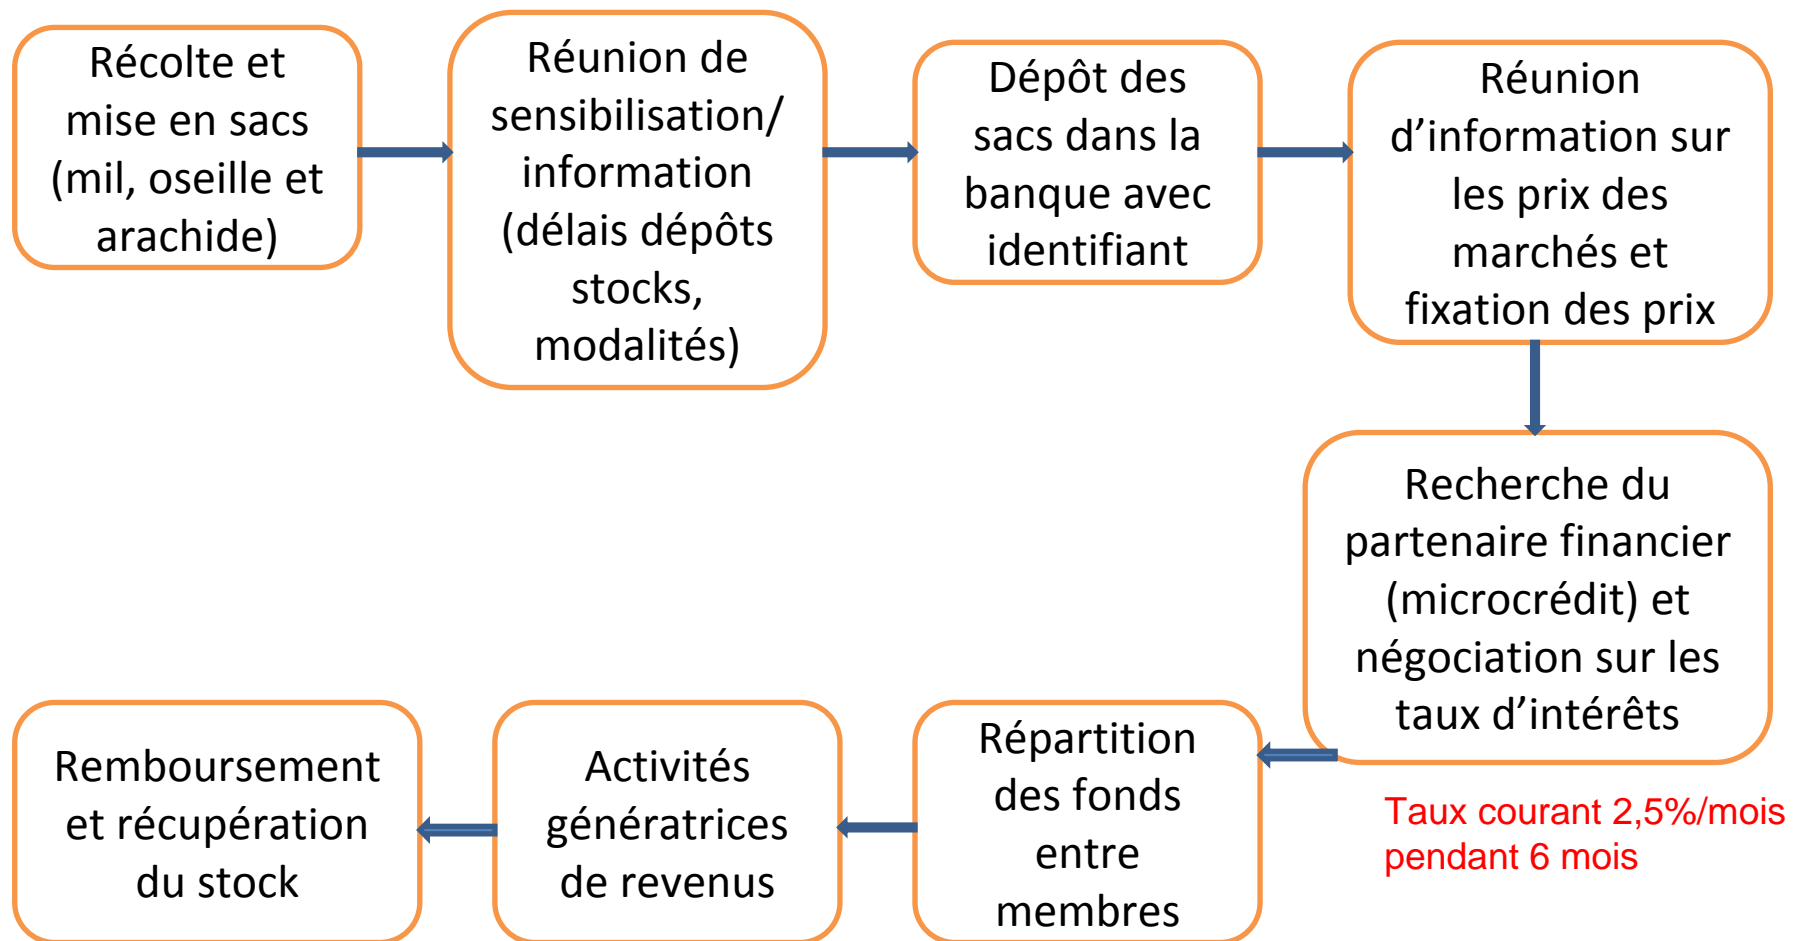 Récolte et
mise en sacs
(mil, oseille et
arachide)
Réunion de
sensibilisation/
information
(délais dépôts
stocks,
modalités)
Dépôt des
sacs dans la
banque avec
identifiant
Réunion
d’information sur
les prix des
marchés et
fixation des prix
Recherche du
partenaire financier
(microcrédit) et
négociation sur les
taux d’intérêts
Taux courant 2,5%/mois
pendant 6 mois
Répartition
des fonds
entre
membres
Activités
génératrices
de revenus
Remboursement
et récupération
du stock